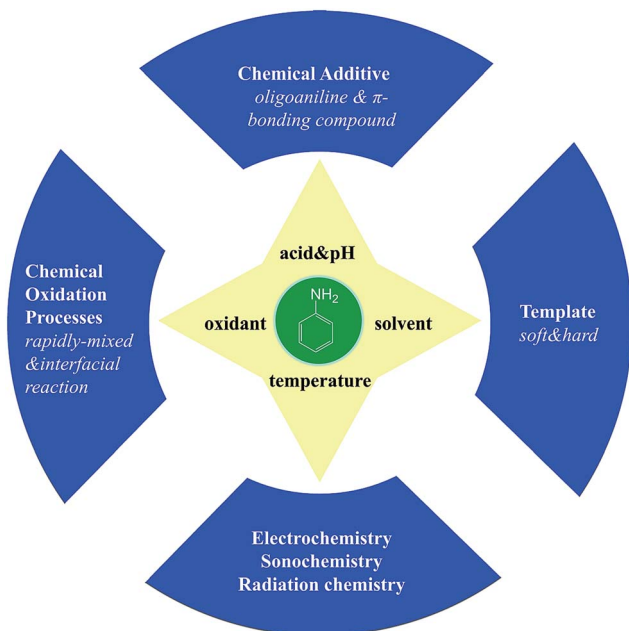 Chemical Additive
oligoaniline & π-
bonding compound
Chemical
Oxidation
Processes
rapidly-mixed
&interfacial
reaction
acid&pH
NH₂
oxidant
solvent
temperature
Template
soft&hard
Electrochemistry
Sonochemistry
Radiation chemistry